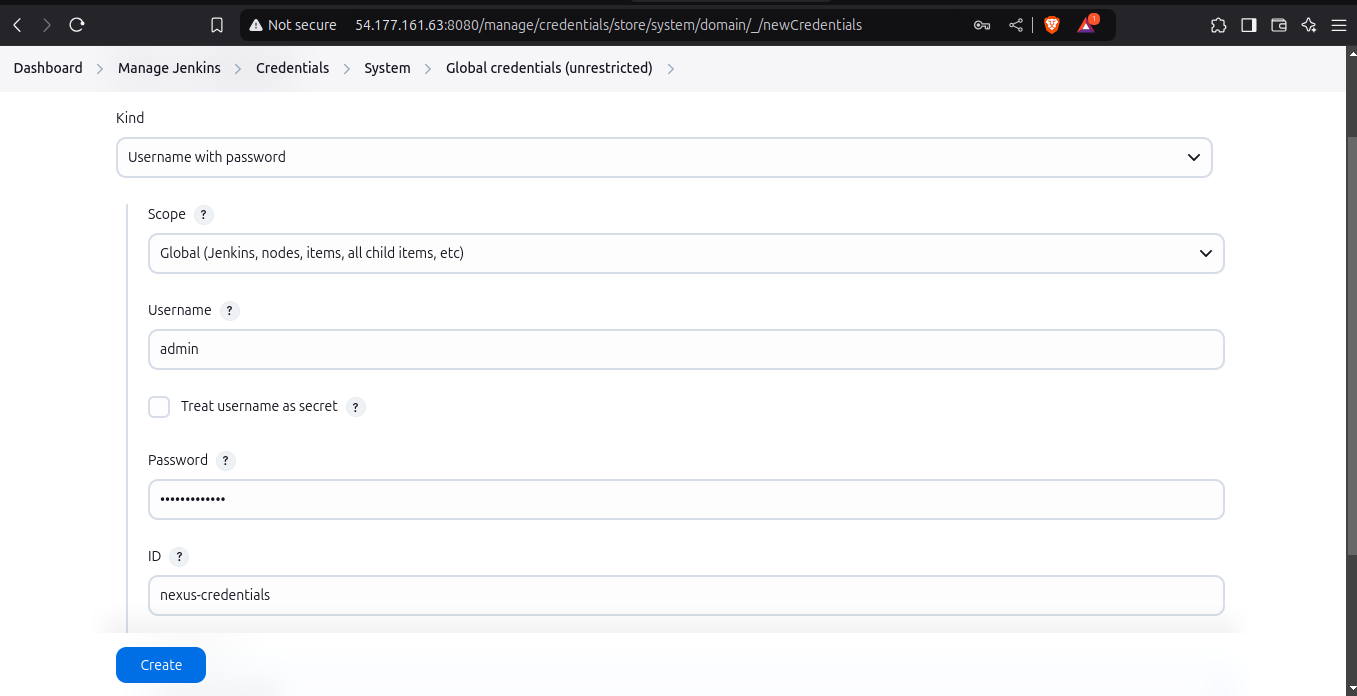 Not secure 54.177.161.63:8080/manage/credentials/store/system/domain/_/newCredentials 1
Dashboard > Manage Jenkins > Credentials > System > Global credentials (unrestricted) >
Kind
Username with password
Scope ?
Global (Jenkins, nodes, items, all child items, etc)
Username ?
admin
Treat username as secret ?
Password ?
•••••••••••••
ID ?
nexus-credentials
Create